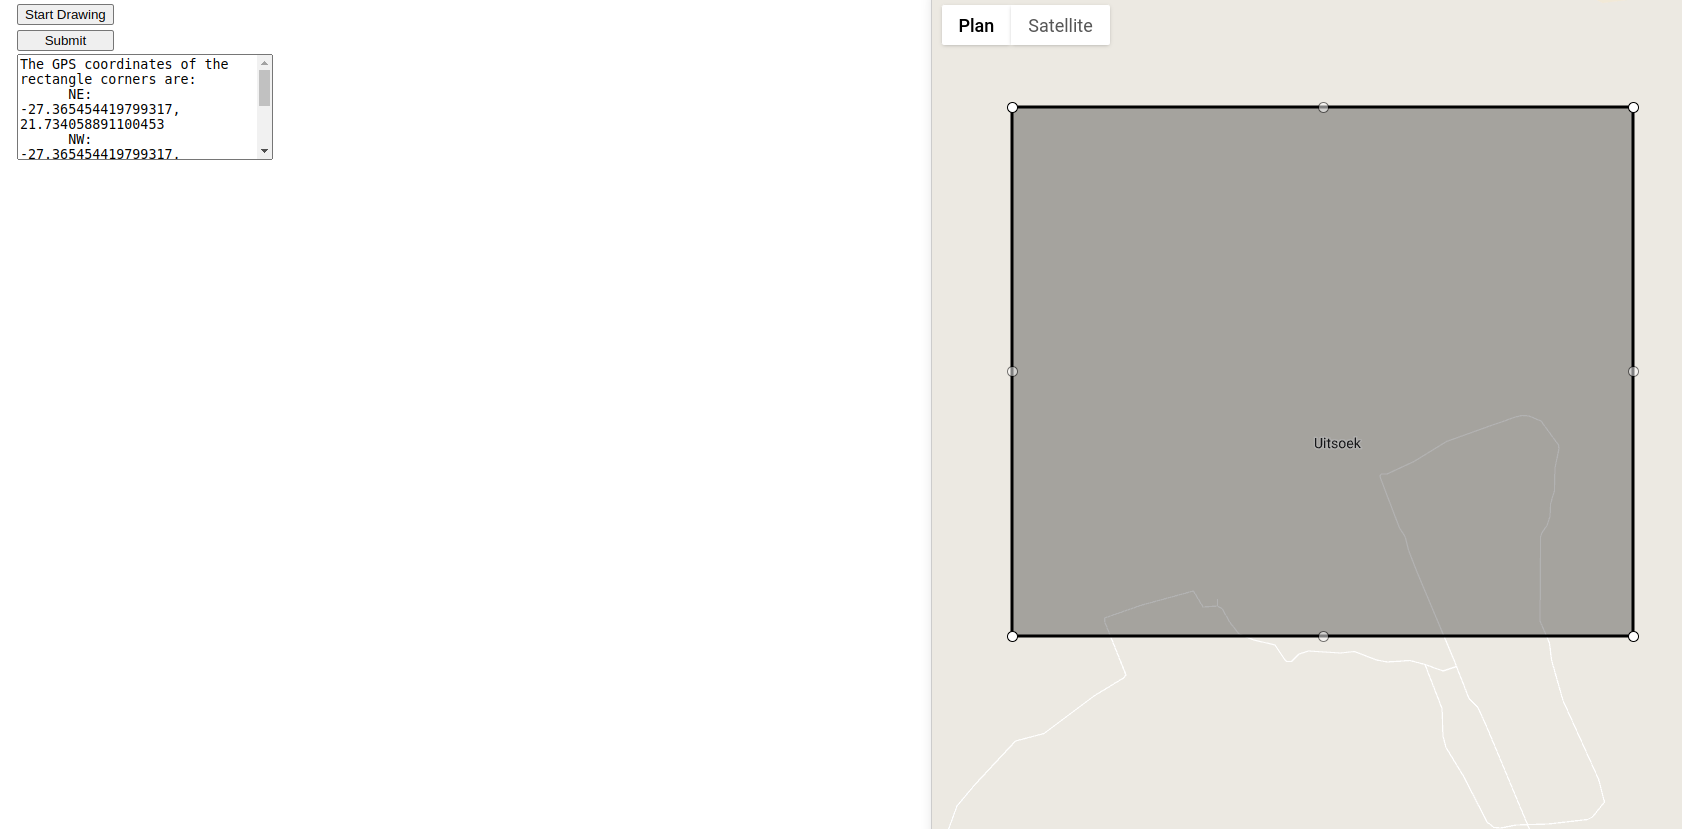 Start Drawing
Submit
The GPS coordinates of the
rectangle corners are:
NE:
-27.365454419799317,
21.734058891100453
NW:
-27.365454419799317,
Plan
Satellite
Uitsoek